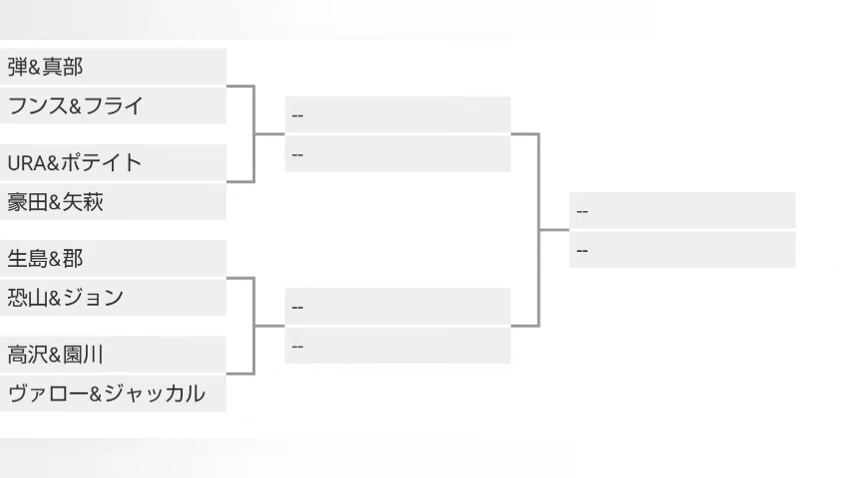 弾&真部
フンス&フライ
URA&ポテイト
豪田&矢萩
生島&郡
恐山&ジョン
高沢&園川
ヴァロー&ジャッカル
--
--
--
--
--
--